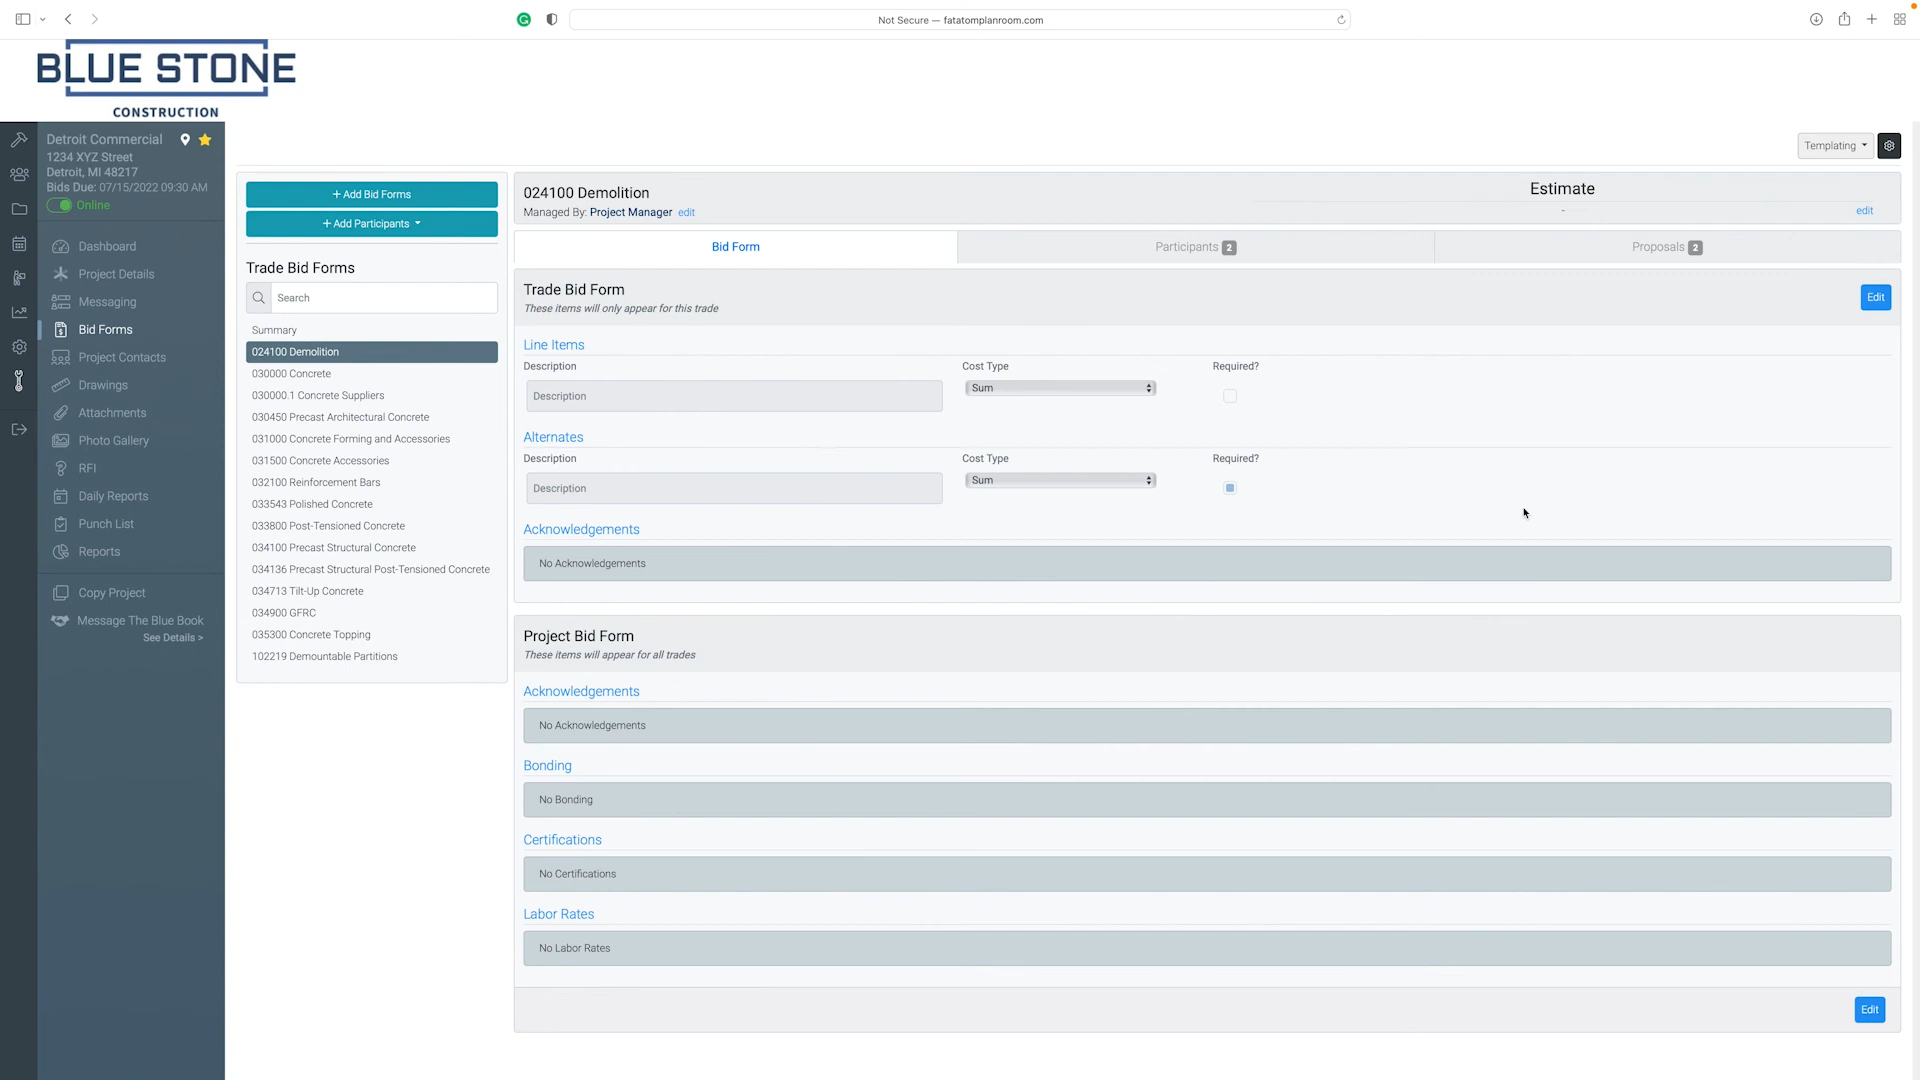 Not Secure — fatatomplanroom.com
BLUE STONE
CONSTRUCTION
Detroit Commercial
1234 XYZ Street
Detroit, MI 48217
Bids Due: 07/15/2022 09:30 AM
Online
Dashboard
Project Details
Messaging
Bid Forms
Project Contacts
Drawings
Attachments
Photo Gallery
RFI
Daily Reports
Punch List
Reports
Copy Project
Message The Blue Book
See Details >
Templating
+ Add Bid Forms
+ Add Participants
Trade Bid Forms
Search
Summary
024100 Demolition
030000 Concrete
030000.1 Concrete Suppliers
030450 Precast Architectural Concrete
031000 Concrete Forming and Accessories
031500 Concrete Accessories
032100 Reinforcement Bars
033543 Polished Concrete
033800 Post-Tensioned Concrete
034100 Precast Structural Concrete
034136 Precast Structural Post-Tensioned Concrete
034713 Tilt-Up Concrete
034900 GFRC
035300 Concrete Topping
102219 Demountable Partitions
024100 Demolition
Managed By: Project Manager edit
Estimate
-
edit
Bid Form
Participants 2
Proposals 2
Trade Bid Form
These items will only appear for this trade
Edit
Line Items
Description Cost Type Required?
Description Sum
Alternates
Description Cost Type Required?
Description Sum
Acknowledgements
No Acknowledgements
Project Bid Form
These items will appear for all trades
Acknowledgements
No Acknowledgements
Bonding
No Bonding
Certifications
No Certifications
Labor Rates
No Labor Rates
Edit